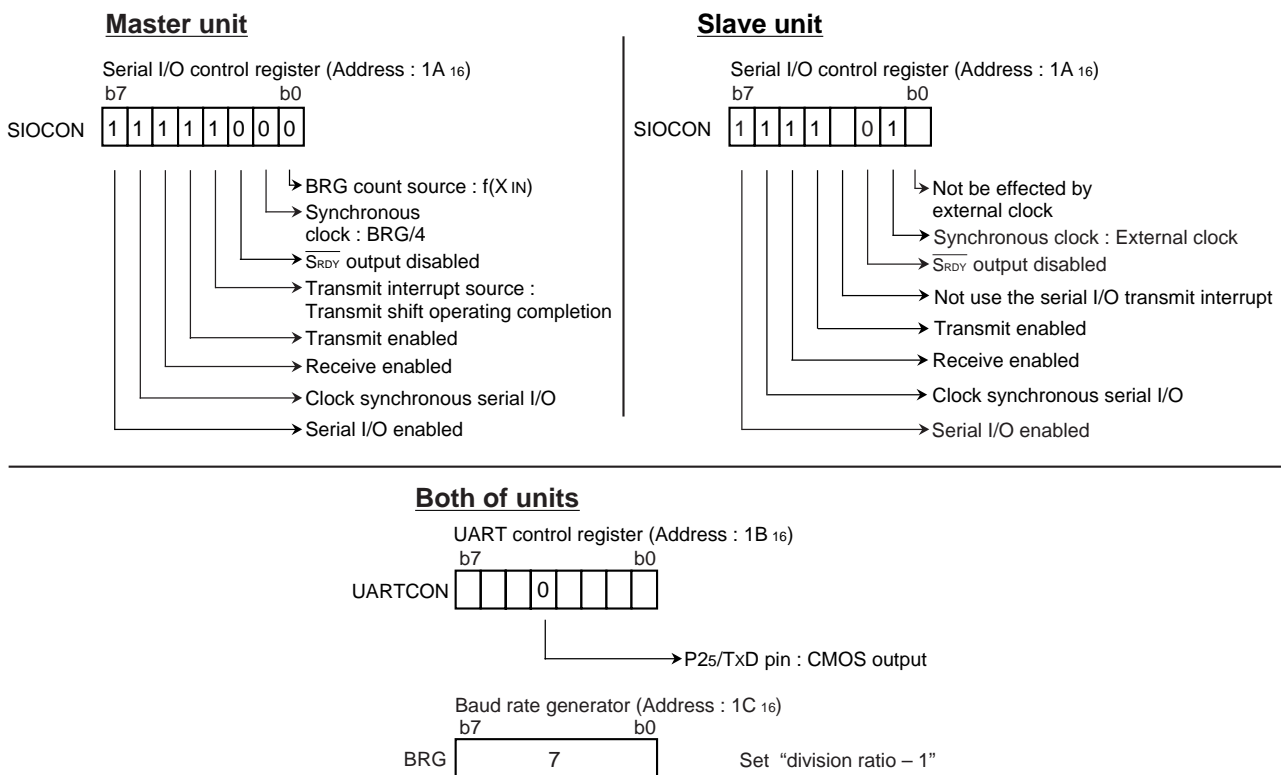 Master unit
Serial I/O control register (Address : 1A 16)
b7 b0
SIOCON 1 1 1 1 1 0 0 0
BRG count source : f(X IN)
Synchronous
clock : BRG/4
SRDY output disabled
Transmit interrupt source :
Transmit shift operating completion
Transmit enabled
Receive enabled
Clock synchronous serial I/O
Serial I/O enabled
Slave unit
Serial I/O control register (Address : 1A 16)
b7 b0
SIOCON 1 1 1 1 0 1
Not be effected by
external clock
Synchronous clock : External clock
SRDY output disabled
Not use the serial I/O transmit interrupt
Transmit enabled
Receive enabled
Clock synchronous serial I/O
Serial I/O enabled
Both of units
UART control register (Address : 1B 16)
b7 b0
UARTCON 0
P25/TXD pin : CMOS output
Baud rate generator (Address : 1C 16)
b7 b0
BRG 7 Set “division ratio – 1”